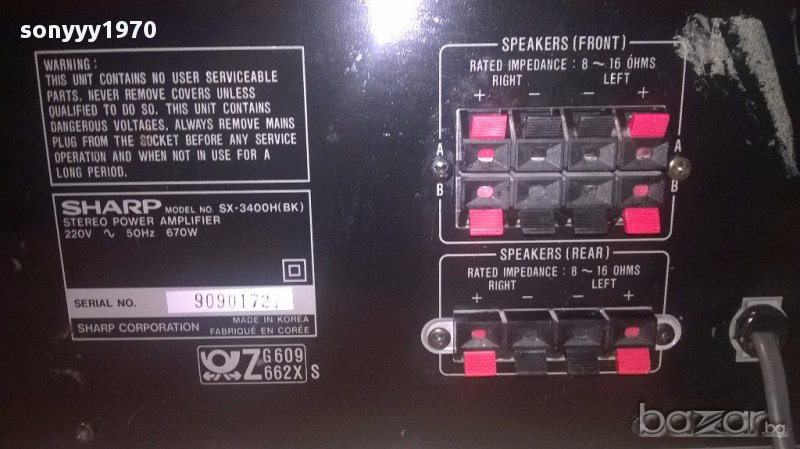 sonyyy1970
WARNING:
THIS UNIT CONTAINS NO USER SERVICEABLE
PARTS. NEVER REMOVE COVERS UNLESS
QUALIFIED TO DO SO. THIS UNIT CONTAINS
DANGEROUS VOLTAGES. ALWAYS REMOVE MAINS
PLUG FROM THE SOCKET BEFORE ANY SERVICE
OPERATION AND WHEN NOT IN USE FOR A
LONG PERIOD.
SHARP MODEL NO. SX-3400H(BK)
STEREO POWER AMPLIFIER
220V ∿ 50Hz 670W
SERIAL NO. 90901721
MADE IN KOREA
SHARP CORPORATION FABRIQUÉ EN CORÉE
Z G609
662X S
SPEAKERS (FRONT)
RATED IMPEDANCE : 8 ~ 16 OHMS
RIGHT LEFT
+ − − +
A A
B B
SPEAKERS (REAR)
RATED IMPEDANCE : 8 ~ 16 OHMS
RIGHT LEFT
+ − − +
bazar.bg